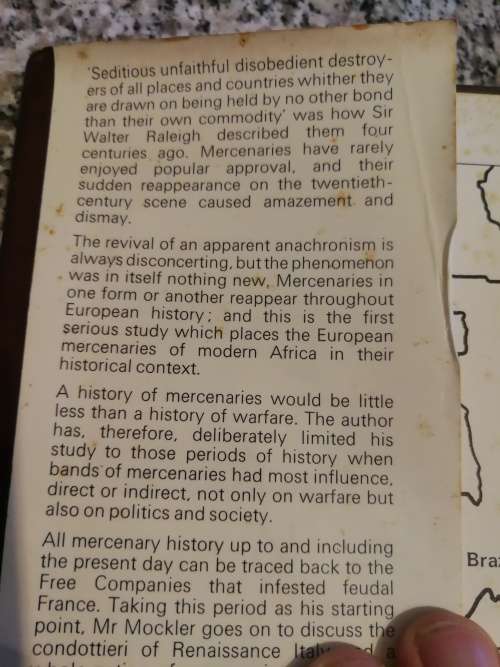 'Seditious unfaithful disobedient destroy-
ers of all places and countries whither they
are drawn on being held by no other bond
than their own commodity' was how Sir
Walter Raleigh described them four
centuries ago. Mercenaries have rarely
enjoyed popular approval, and their
sudden reappearance on the twentieth-
century scene caused amazement and
dismay.
The revival of an apparent anachronism is
always disconcerting, but the phenomenon
was in itself nothing new. Mercenaries in
one form or another reappear throughout
European history; and this is the first
serious study which places the European
mercenaries of modern Africa in their
historical context.
A history of mercenaries would be little
less than a history of warfare. The author
has, therefore, deliberately limited his
study to those periods of history when
bands of mercenaries had most influence,
direct or indirect, not only on warfare but
also on politics and society.
All mercenary history up to and including
the present day can be traced back to the
Free Companies that infested feudal
France. Taking this period as his starting
point, Mr Mockler goes on to discuss the
condottieri of Renaissance Italy and a
Bra